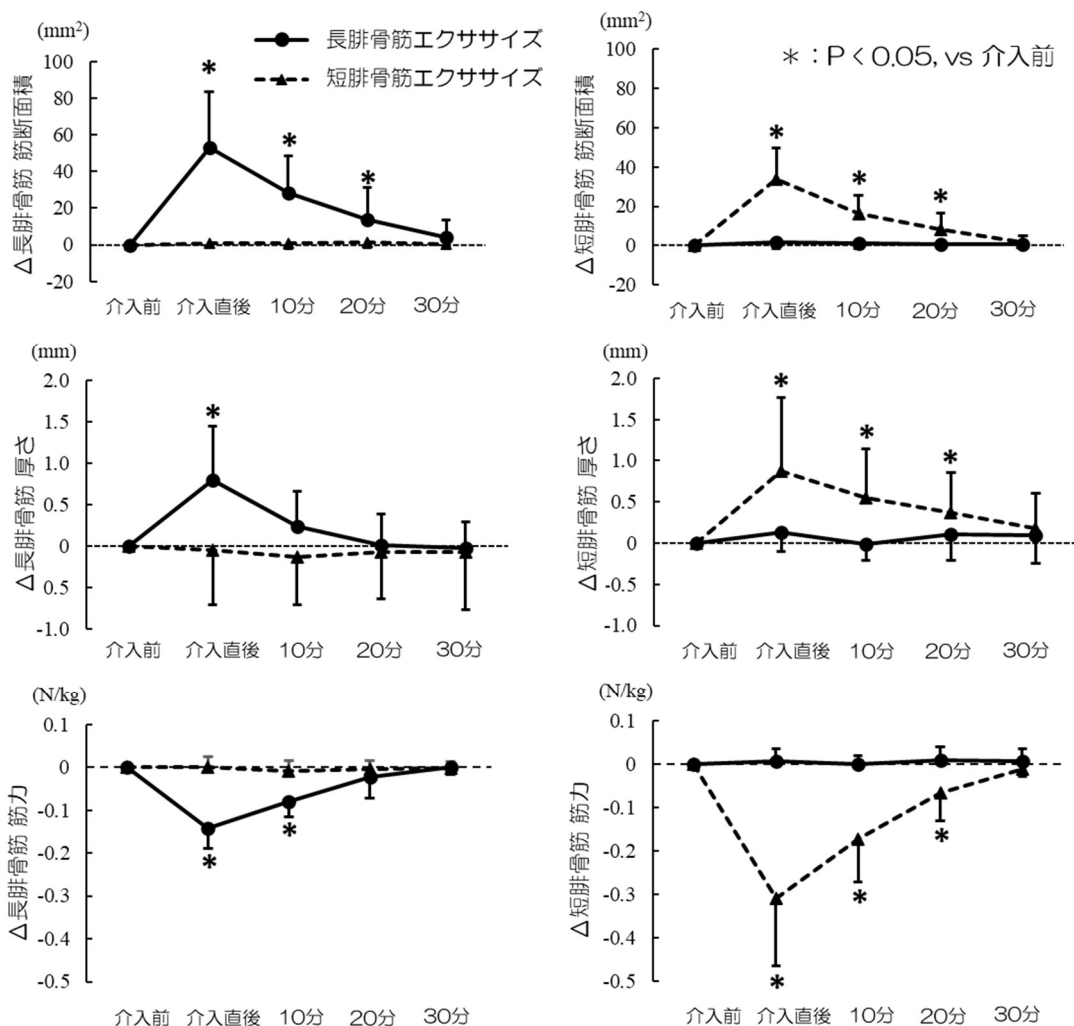 (mm²)
長腓骨筋エクササイズ
短腓骨筋エクササイズ
△長腓骨筋 筋断面積
100
80
60
40
20
0
-20
*
*
*
介入前 介入直後 10分 20分 30分
(mm²)
*：P < 0.05, vs 介入前
△短腓骨筋 筋断面積
100
80
60
40
20
0
-20
*
*
*
介入前 介入直後 10分 20分 30分
(mm)
△長腓骨筋 厚さ
2.0
1.5
1.0
0.5
0
0.5
-1.0
*
介入前 介入直後 10分 20分 30分
(mm)
△短腓骨筋 厚さ
2.0
1.5
1.0
0.5
0
0.5
-1.0
*
*
*
介入前 介入直後 10分 20分 30分
(N/kg)
△長腓骨筋 筋力
0.1
0
-0.1
-0.2
-0.3
-0.4
-0.5
*
*
介入前 介入直後 10分 20分 30分
(N/kg)
△短腓骨筋 筋力
0.1
0
-0.1
-0.2
-0.3
-0.4
-0.5
*
*
*
介入前 介入直後 10分 20分 30分